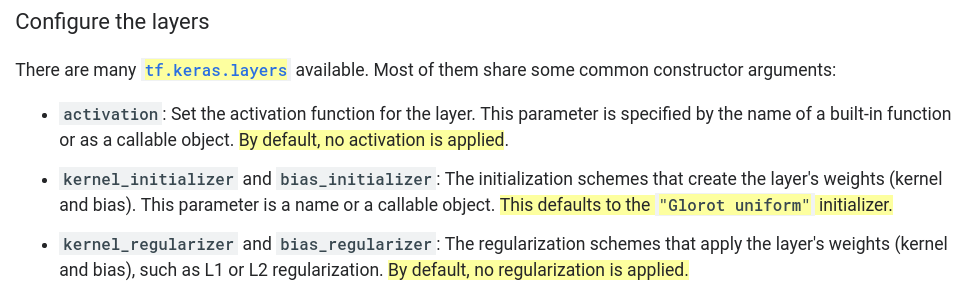 Configure the layers
There are many tf.keras.layers available. Most of them share some common constructor arguments:
• activation: Set the activation function for the layer. This parameter is specified by the name of a built-in function
or as a callable object. By default, no activation is applied.
• kernel_initializer and bias_initializer: The initialization schemes that create the layer's weights (kernel
and bias). This parameter is a name or a callable object. This defaults to the "Glorot uniform" initializer.
• kernel_regularizer and bias_regularizer: The regularization schemes that apply the layer's weights (kernel
and bias), such as L1 or L2 regularization. By default, no regularization is applied.